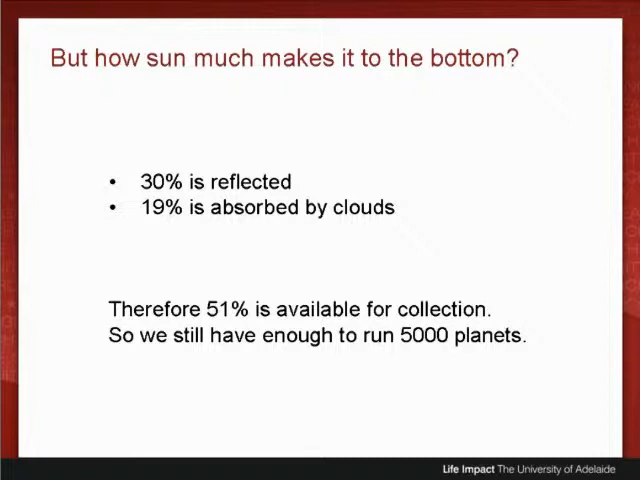 But how sun much makes it to the bottom?
• 30% is reflected
• 19% is absorbed by clouds
Therefore 51% is available for collection.
So we still have enough to run 5000 planets.
Life Impact The University of Adelaide